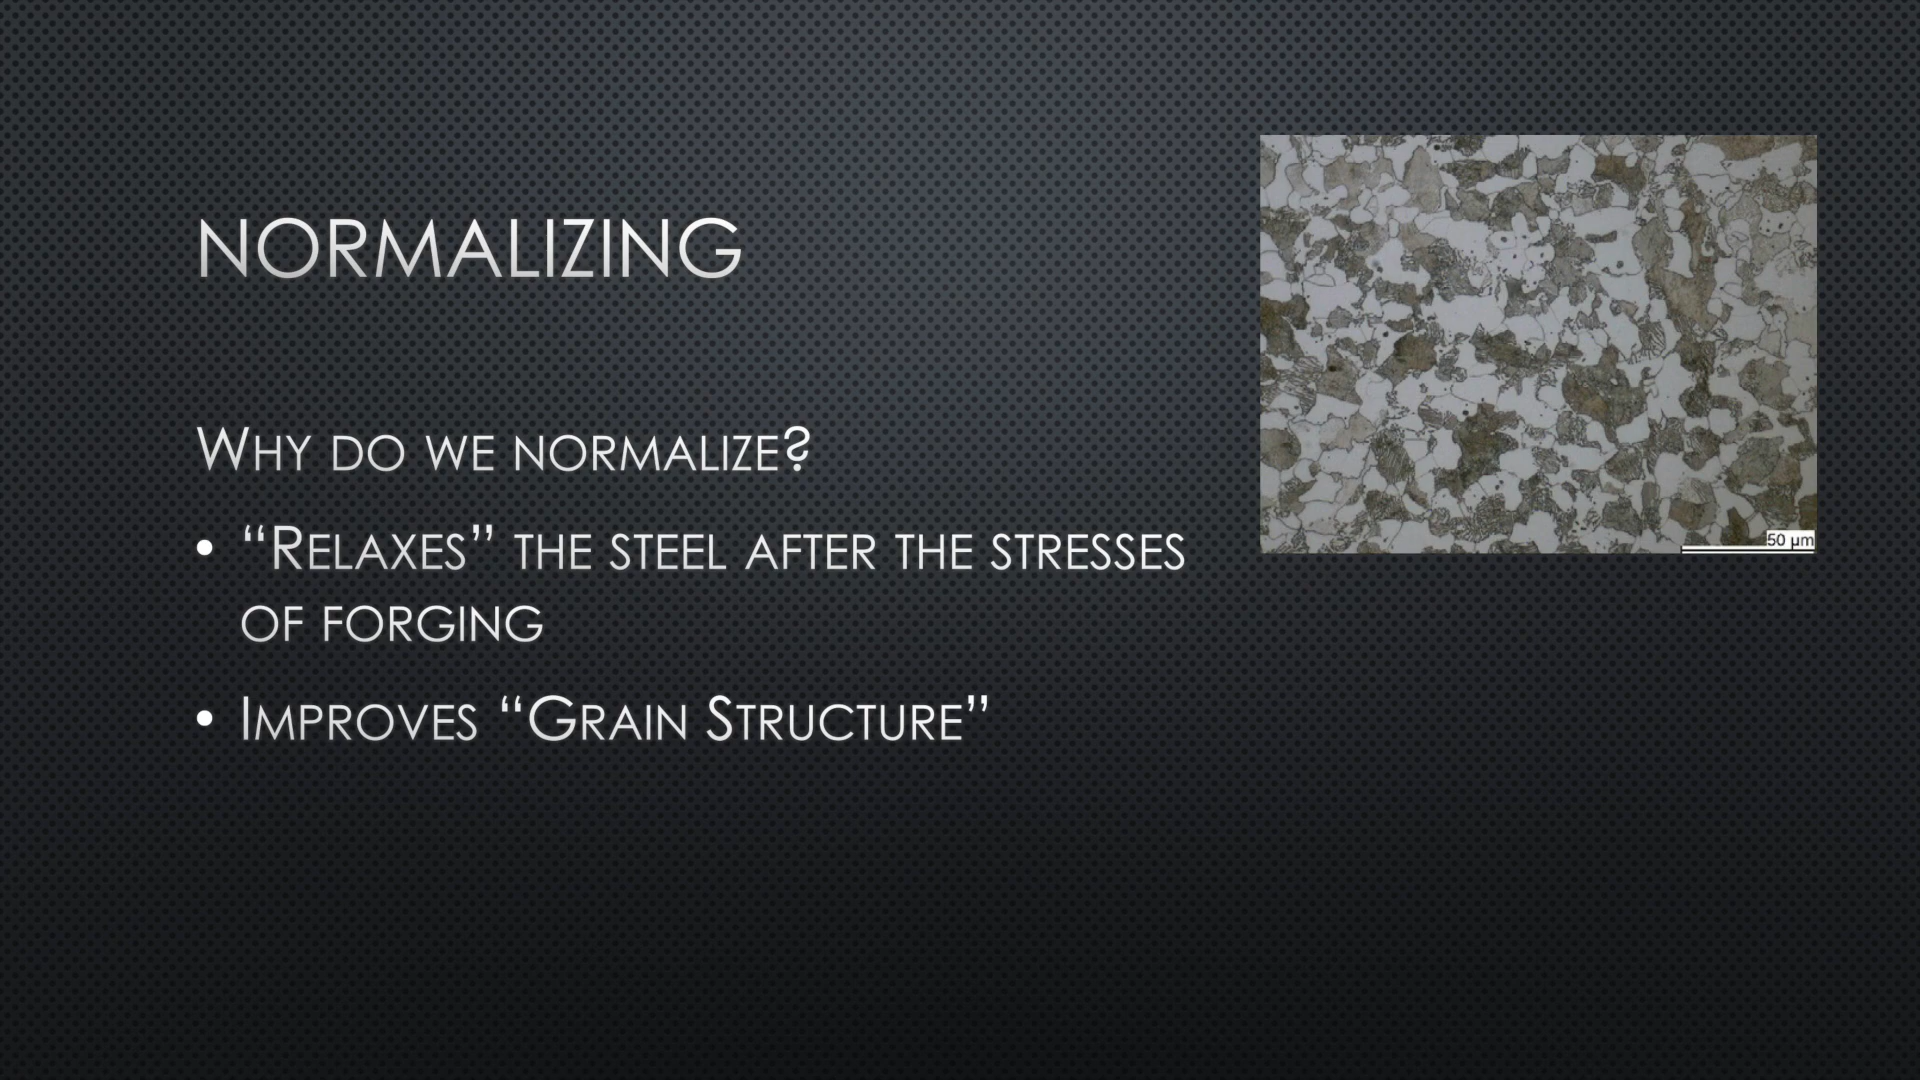 NORMALIZING
WHY DO WE NORMALIZE?
• “RELAXES” THE STEEL AFTER THE STRESSES
OF FORGING
• IMPROVES “GRAIN STRUCTURE”
50 µm